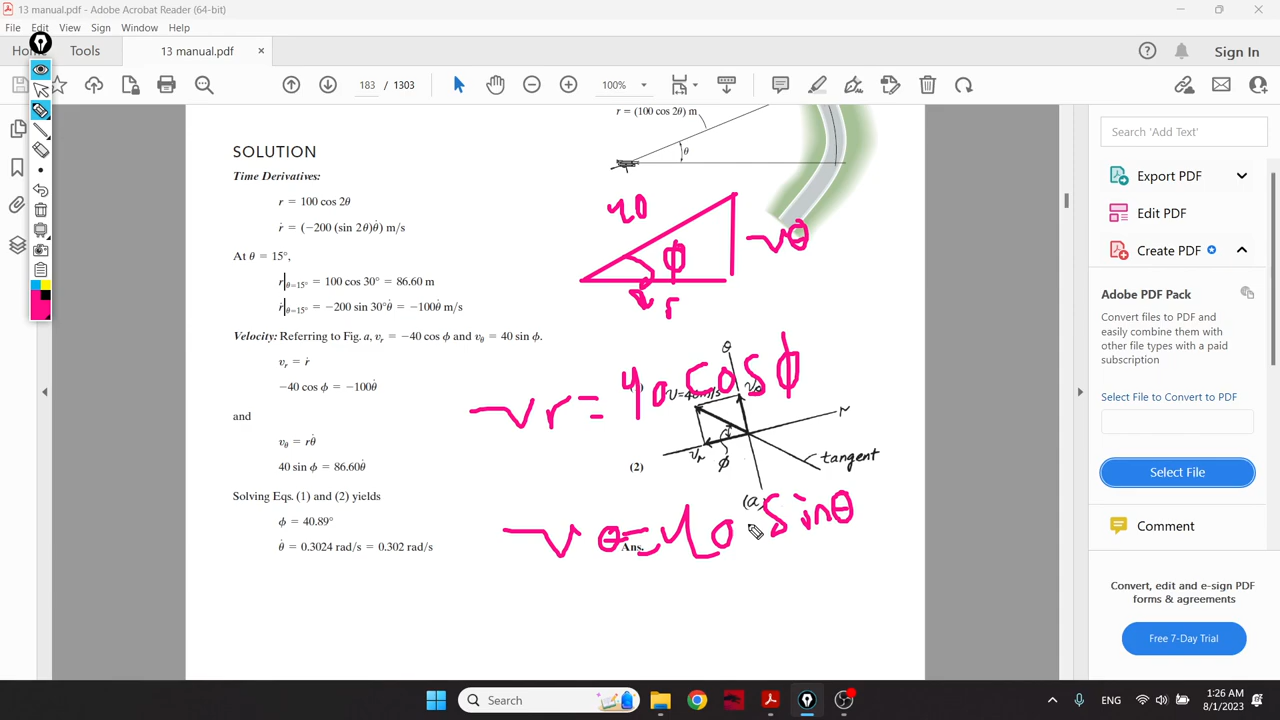 13 manual.pdf - Adobe Acrobat Reader (64-bit)
File Edit View Sign Window Help
Home Tools 13 manual.pdf × Sign In
183 / 1303 100%
r = (100 cos 2θ) m
θ
SOLUTION
Time Derivatives:
r = 100 cos 2θ
ṙ = (−200 (sin 2θ)θ̇) m/s
At θ = 15°,
r|θ=15° = 100 cos 30° = 86.60 m
ṙ|θ=15° = −200 sin 30°θ̇ = −100θ̇ m/s
40
ϕ
vθ
r
Velocity: Referring to Fig. a, vr = −40 cos ϕ and vθ = 40 sin ϕ.
vr = ṙ
−40 cos ϕ = −100θ̇
and
vθ = rθ̇
40 sin ϕ = 86.60θ̇ (2)
Solving Eqs. (1) and (2) yields
ϕ = 40.89°
θ̇ = 0.3024 rad/s = 0.302 rad/s Ans.
vr = 40 cos ϕ
θ
υ=40m/s
r
vr
ϕ
tangent
(a)
vθ = 40 sin θ
Search 'Add Text'
Export PDF
Edit PDF
Create PDF
Adobe PDF Pack
Convert files to PDF and
easily combine them with
other file types with a paid
subscription
Select File to Convert to PDF
Select File
Comment
Convert, edit and e-sign PDF
forms & agreements
Free 7-Day Trial
Search
ENG
1:26 AM
8/1/2023